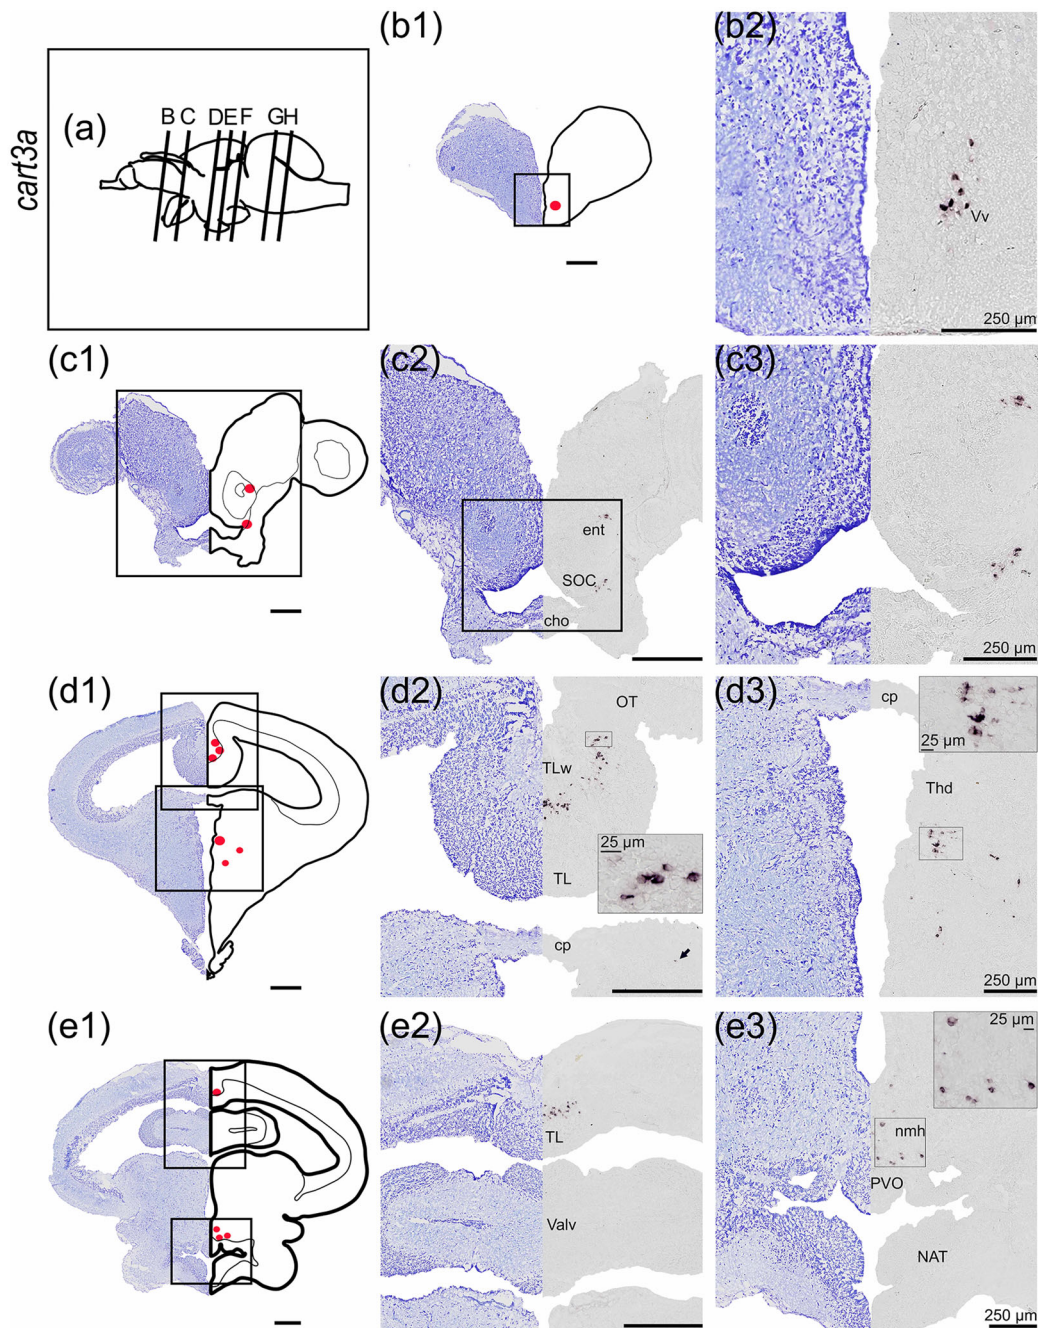 cart3a
(a)
B C DEF GH
(b1)
(b2)
Vv
250 µm
(c1)
(c2)
ent
SOC
cho
(c3)
250 µm
(d1)
(d2)
OT
TLw
25 µm
TL
cp
(d3)
cp
25 µm
Thd
250 µm
(e1)
(e2)
TL
Valv
(e3)
25 µm
nmh
PVO
NAT
250 µm